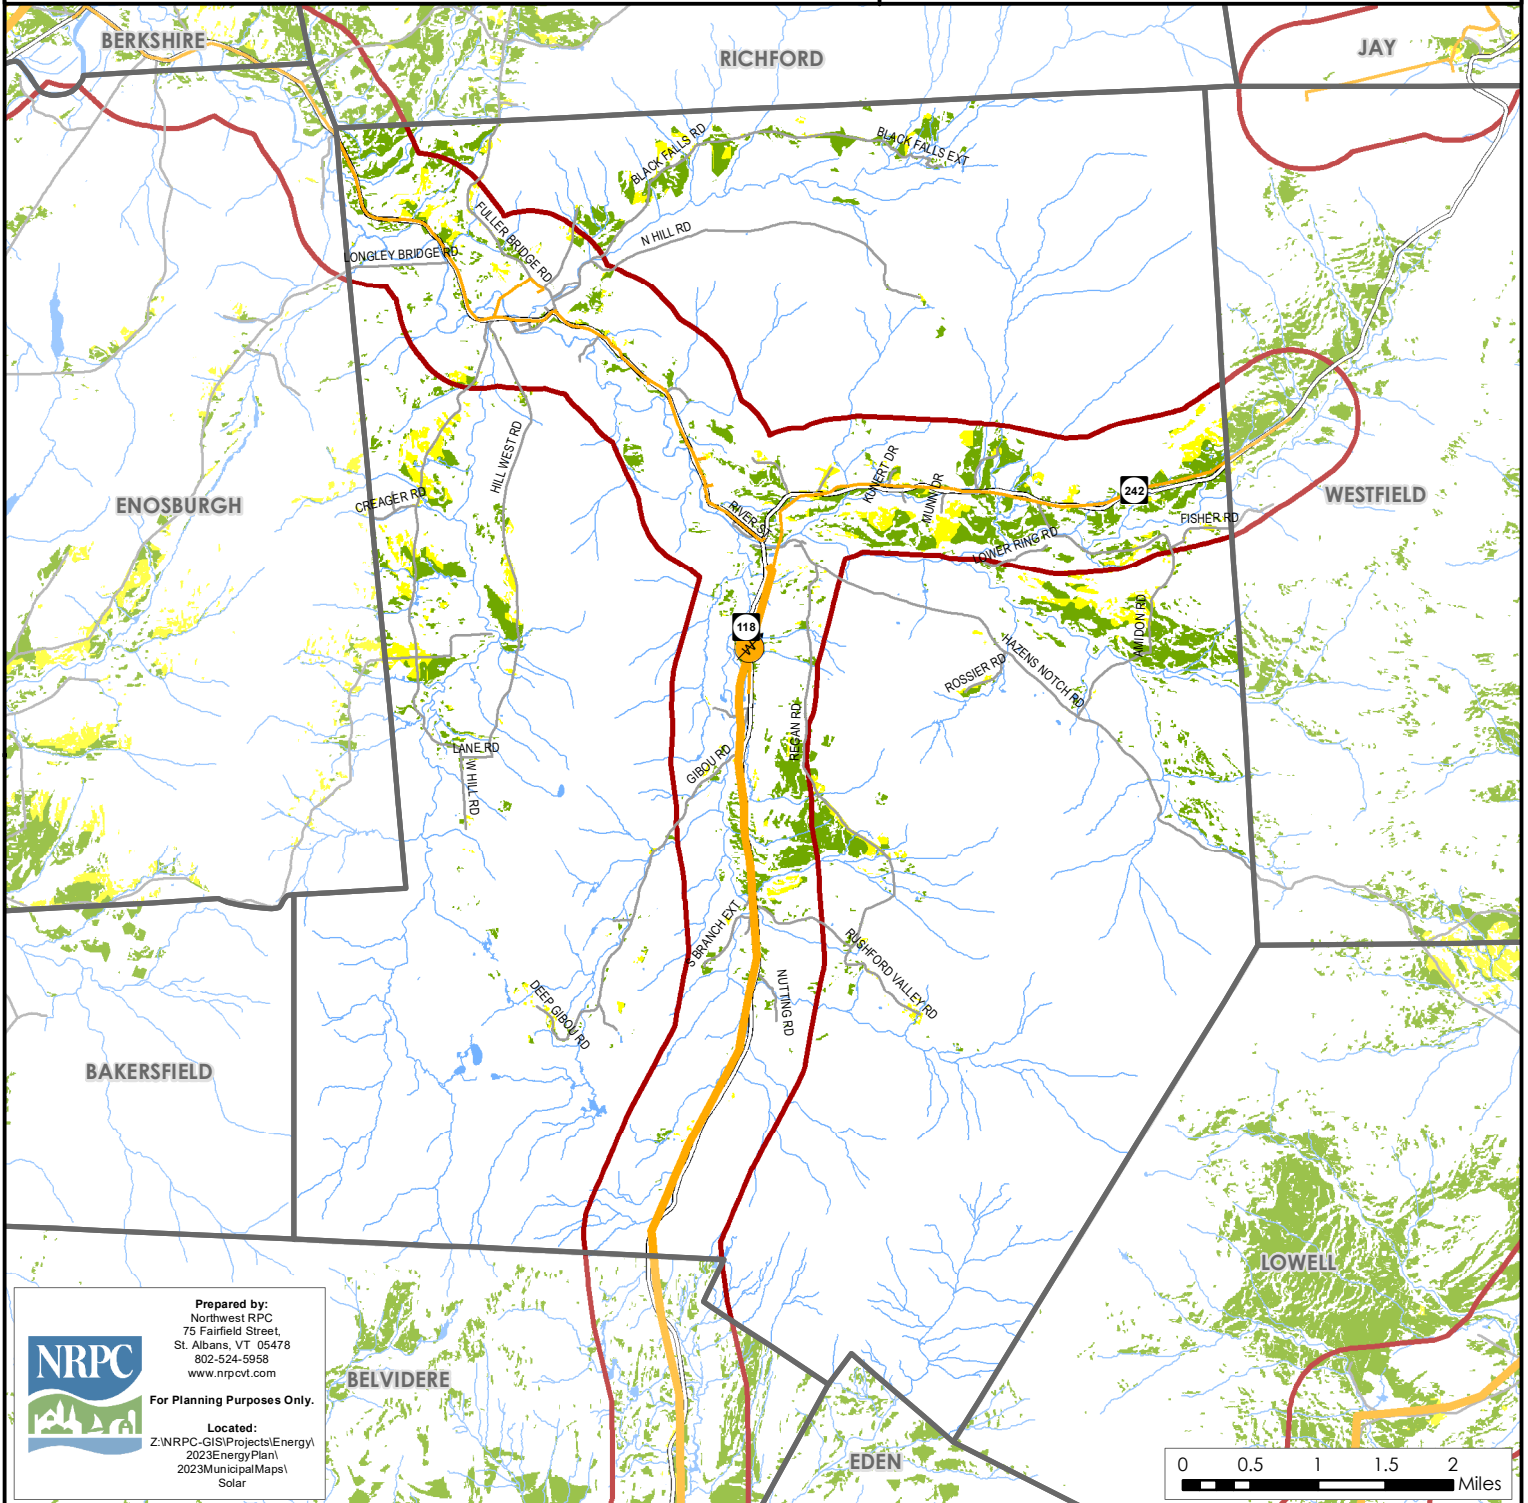 BERKSHIRE
RICHFORD
JAY
BLACK FALLS RD
BLACK FALLS EXT
FULLER BRIDGE RD
N HILL RD
LONGLEY BRIDGE RD
HILL WEST RD
CREAGER RD
ENOSBURGH
KUNERT DR
MUNN DR
242
WESTFIELD
RIVER ST
FISHER RD
LOWER RING RD
118
AMIDON RD
HAZENS NOTCH RD
ROSSIER RD
REGAN RD
GIBOU RD
LANE RD
W HILL RD
S BRANCH EXT
RUSHFORD VALLEY RD
NUTTING RD
DEEP GIBOU RD
BAKERSFIELD
LOWELL
BELVIDERE
EDEN
NRPC
Prepared by:
Northwest RPC
75 Fairfield Street,
St. Albans, VT 05478
802-524-5958
www.nrpcvt.com
For Planning Purposes Only.
Located:
Z:\NRPC-GIS\Projects\Energy\
2023EnergyPlan\
2023MunicipalMaps\
Solar
0 0.5 1 1.5 2
Miles